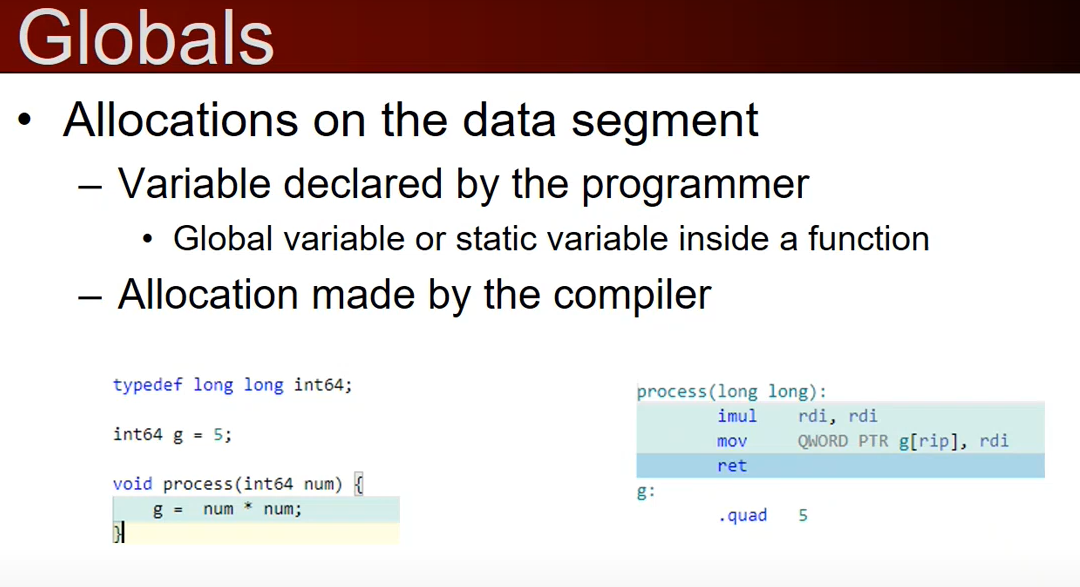 Globals
• Allocations on the data segment
– Variable declared by the programmer
• Global variable or static variable inside a function
– Allocation made by the compiler
typedef long long int64;
int64 g = 5;
void process(int64 num) {
g =  num * num;
}
process(long long):
imul rdi, rdi
mov QWORD PTR g[rip], rdi
ret
g:
.quad 5